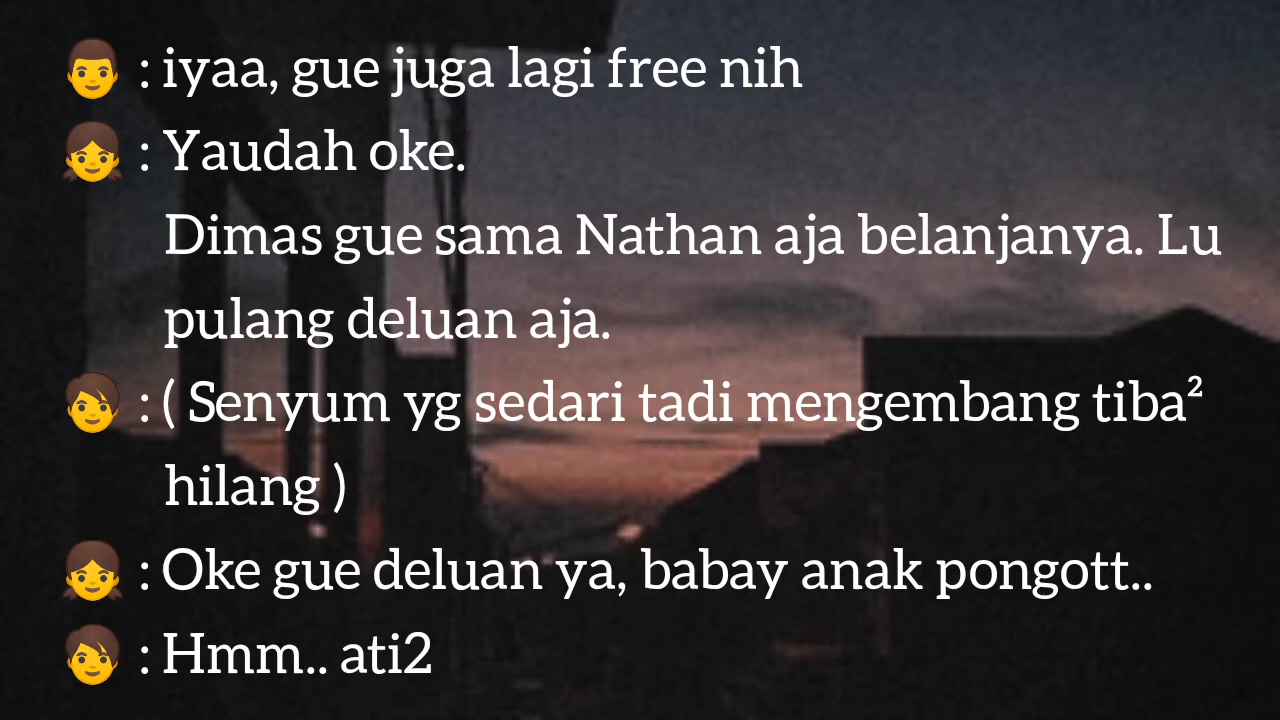 👨 : iyaa, gue juga lagi free nih
👧 : Yaudah oke.
Dimas gue sama Nathan aja belanjanya. Lu
pulang deluan aja.
🧑 : ( Senyum yg sedari tadi mengembang tiba²
hilang )
👧 : Oke gue deluan ya, babay anak pongott..
🧑 : Hmm.. ati2